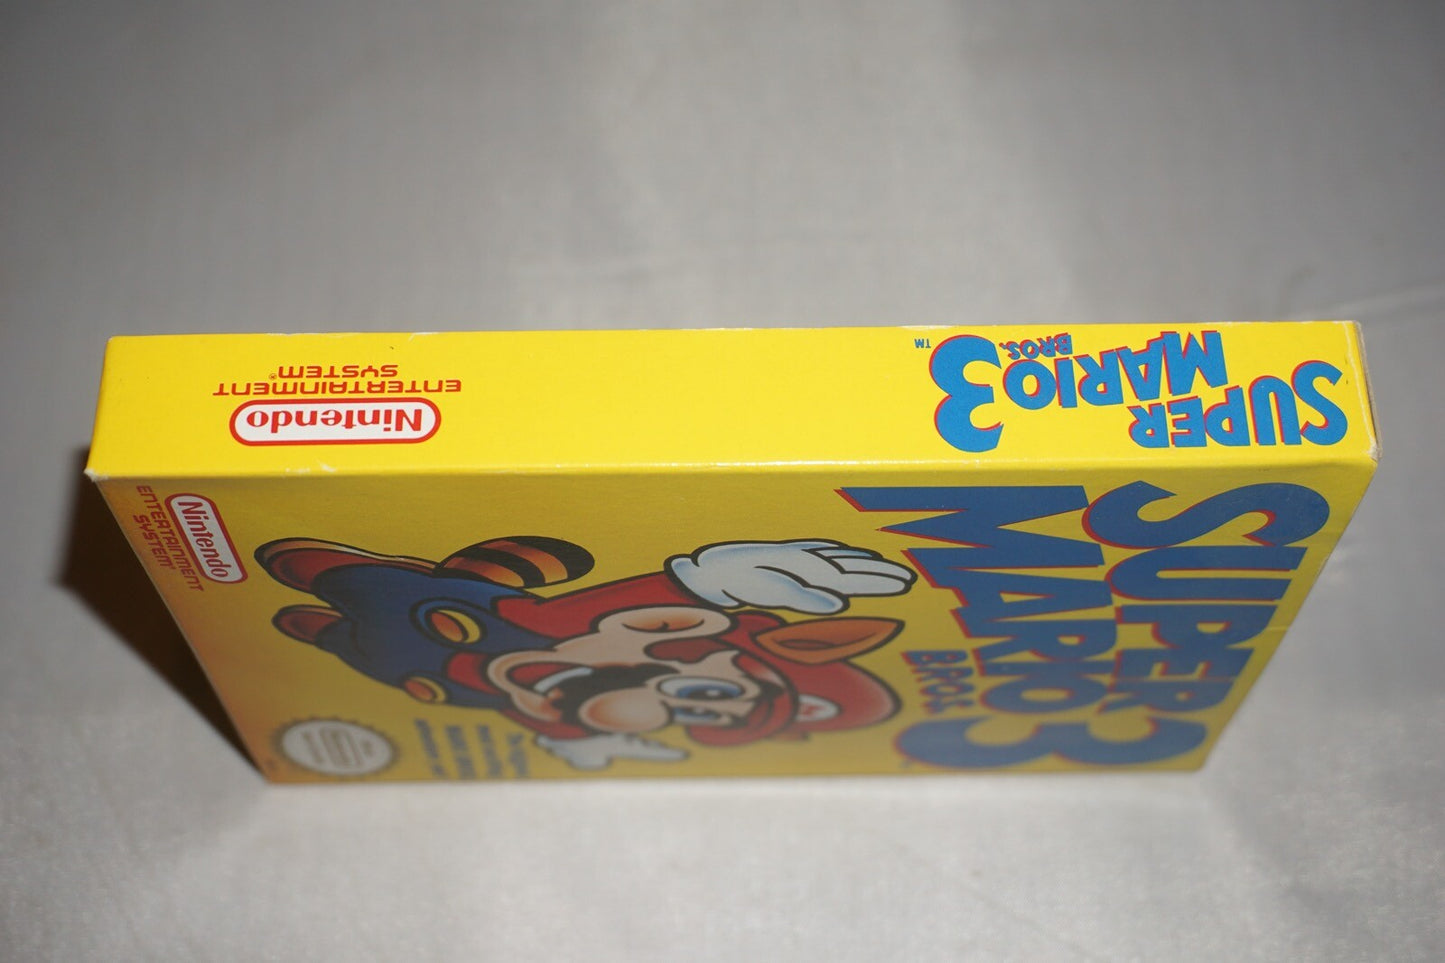 SUPER
MARIO 3
BROS.
™
Nintendo®
ENTERTAINMENT
SYSTEM®
SUPER
MARIO 3
BROS.
Nintendo
ENTERTAINMENT
SYSTEM